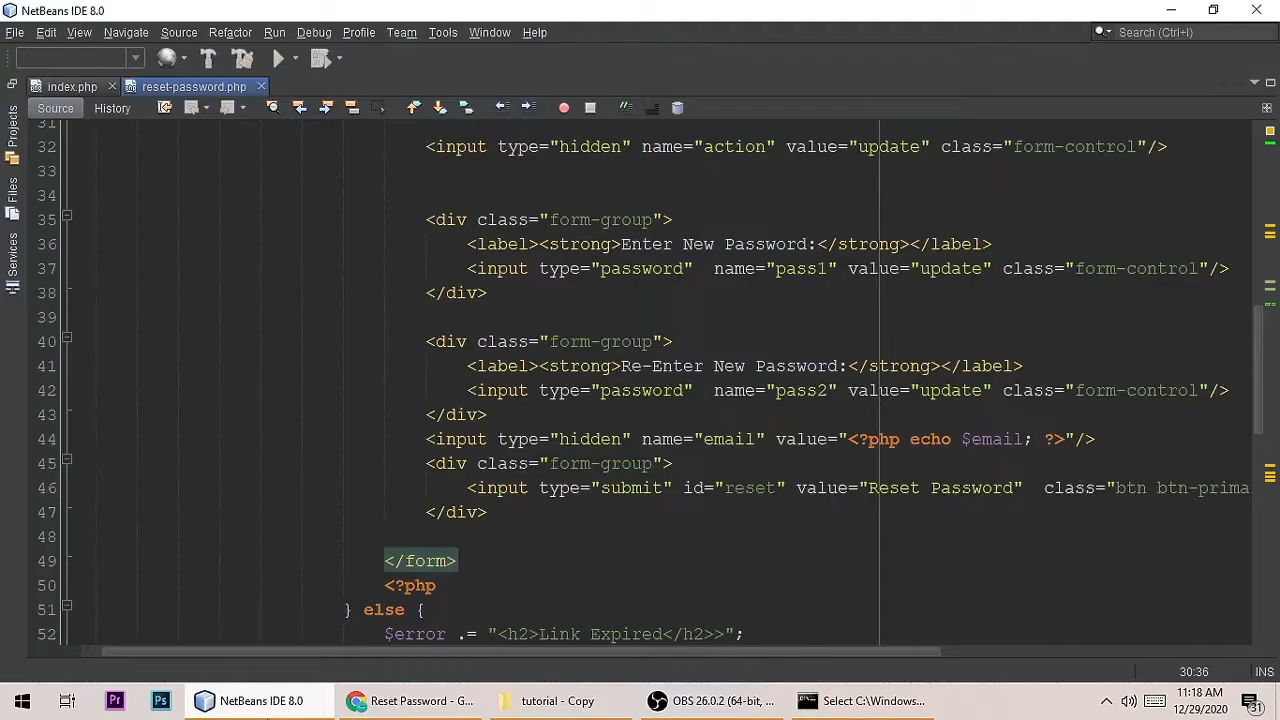 NetBeans IDE 8.0
File Edit View Navigate Source Refactor Run Debug Profile Team Tools Window Help
Search (Ctrl+I)
index.php reset-password.php
Source History
Projects
Files
Services
31
32 <input type="hidden" name="action" value="update" class="form-control"/>
33
34
35 <div class="form-group">
36 <label><strong>Enter New Password:</strong></label>
37 <input type="password"  name="pass1" value="update" class="form-control"/>
38 </div>
39
40 <div class="form-group">
41 <label><strong>Re-Enter New Password:</strong></label>
42 <input type="password"  name="pass2" value="update" class="form-control"/>
43 </div>
44 <input type="hidden" name="email" value="<?php echo $email; ?>"/>
45 <div class="form-group">
46 <input type="submit" id="reset" value="Reset Password"  class="btn btn-prima
47 </div>
48
49 </form>
50 <?php
51 } else {
52 $error .= "<h2>Link Expired</h2>>";
30:36 INS
NetBeans IDE 8.0 Reset Password - G... tutorial - Copy OBS 26.0.2 (64-bit, ... Select C:\Windows... 11:18 AM
12/29/2020
31